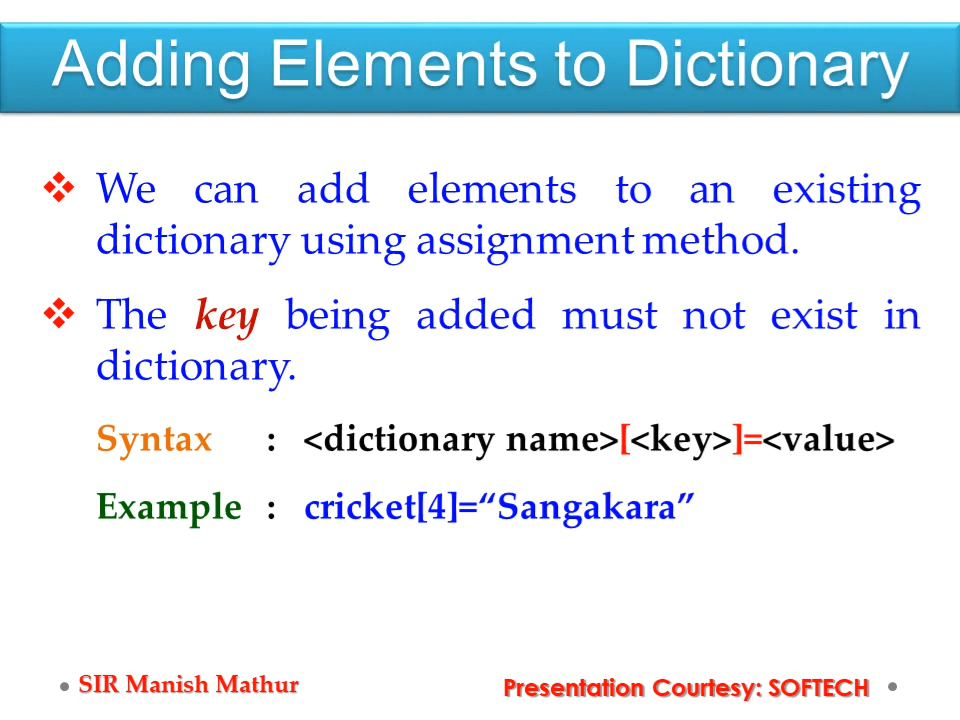 Adding Elements to Dictionary
❖ We can add elements to an existing
dictionary using assignment method.
❖ The key being added must not exist in
dictionary.
Syntax : <dictionary name>[<key>]=<value>
Example : cricket[4]=“Sangakara”
• SIR Manish Mathur
Presentation Courtesy: SOFTECH •